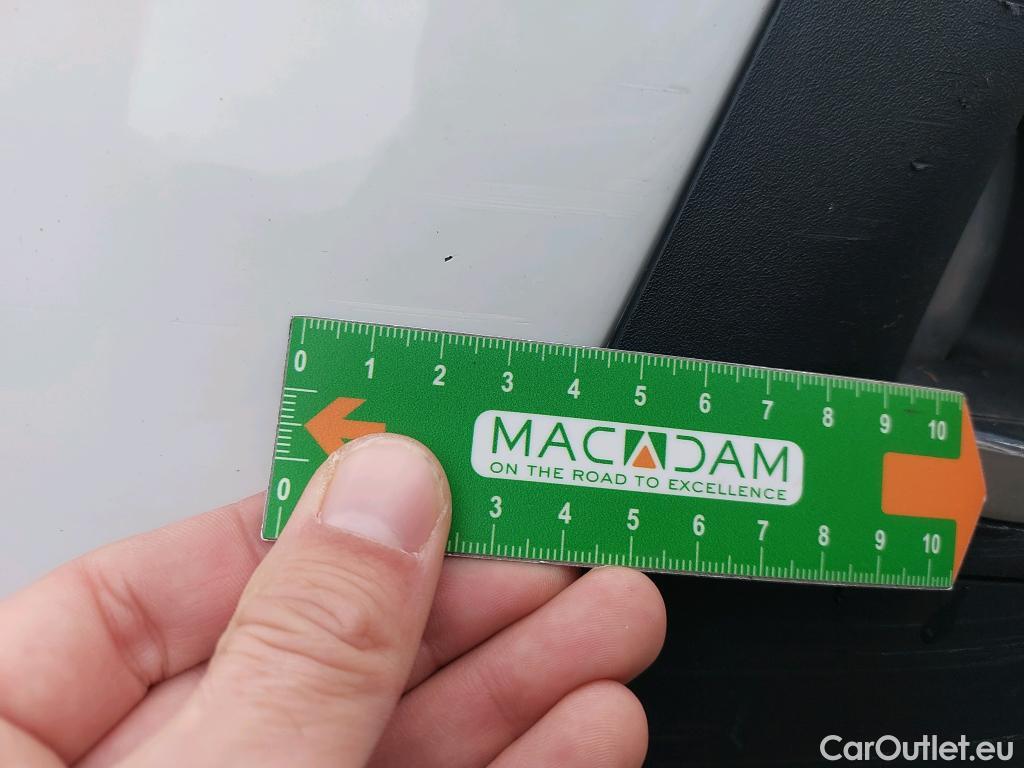 0 1 2 3 4 5 6 7 8 9 10
MACADAM
ON THE ROAD TO EXCELLENCE
0 3 4 5 6 7 8 9 10
CarOutlet.eu